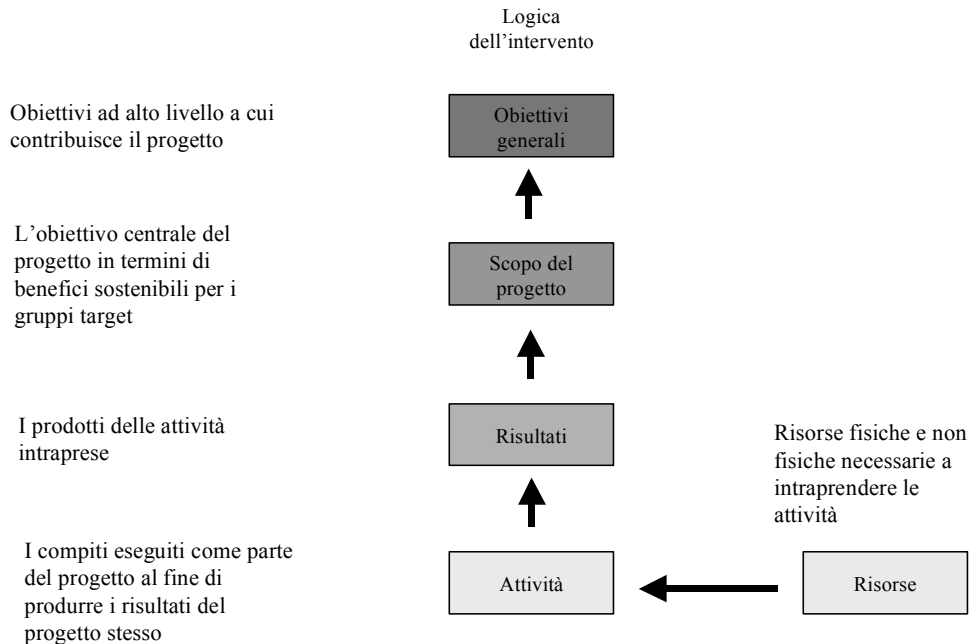 Logica
dell’intervento
Obiettivi ad alto livello a cui
contribuisce il progetto
Obiettivi
generali
L’obiettivo centrale del
progetto in termini di
benefici sostenibili per i
gruppi target
Scopo del
progetto
I prodotti delle attività
intraprese
Risultati
Risorse fisiche e non
fisiche necessarie a
intraprendere le
attività
I compiti eseguiti come parte
del progetto al fine di
produrre i risultati del
progetto stesso
Attività
Risorse